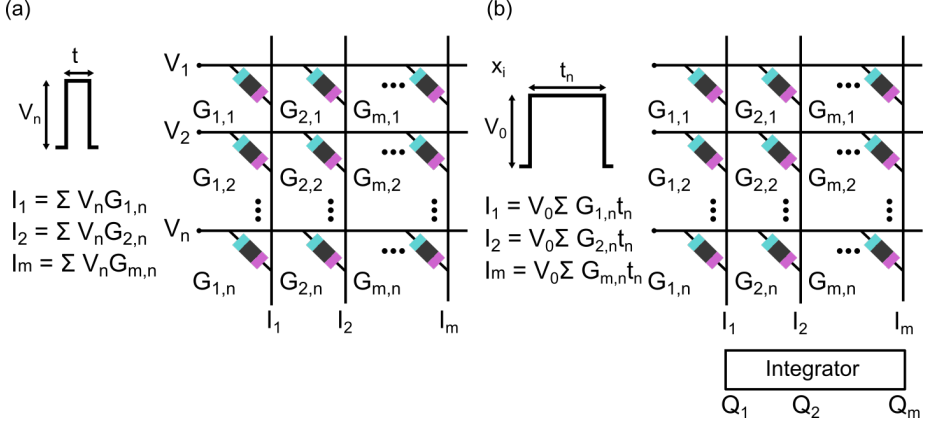 (a)
t
Vn
V1
G1,1 G2,1 Gm,1
V2
G1,2 G2,2 Gm,2
Vn
G1,n G2,n Gm,n
I1 I2 Im
I1 = Σ VnG1,n
I2 = Σ VnG2,n
Im = Σ VnGm,n
(b)
xi
tn
V0
G1,1 G2,1 Gm,1
G1,2 G2,2 Gm,2
G1,n G2,n Gm,n
I1 I2 Im
I1 = V0Σ G1,ntn
I2 = V0Σ G2,ntn
Im = V0Σ Gm,ntn
Integrator
Q1 Q2 Qm